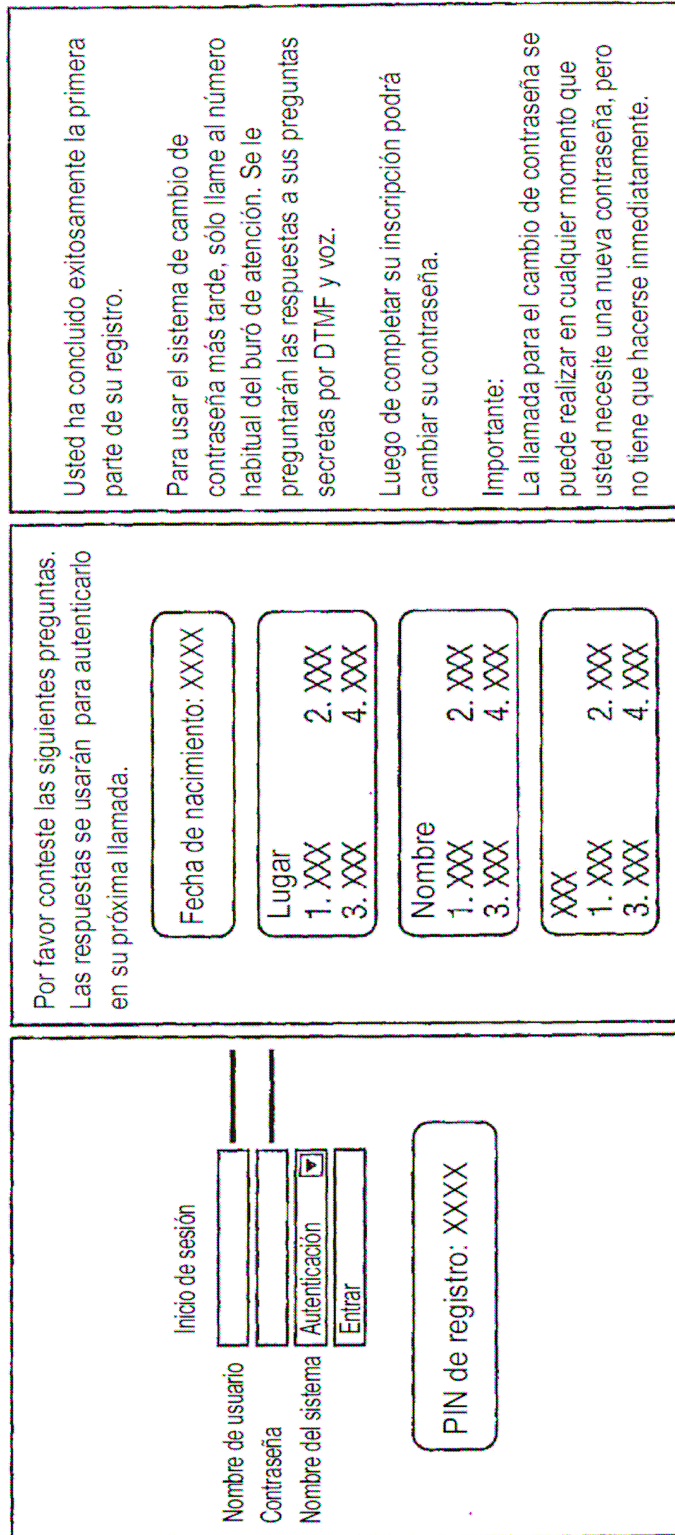 Inicio de sesión
Nombre de usuario
Contraseña
Nombre del sistema Autenticación
Entrar
PIN de registro: XXXX
Por favor conteste las siguientes preguntas.
Las respuestas se usarán para autenticarlo
en su próxima llamada.
Fecha de nacimiento: XXXX
Lugar
1. XXX 2. XXX
3. XXX 4. XXX
Nombre
1. XXX 2. XXX
3. XXX 4. XXX
XXX
1. XXX 2. XXX
3. XXX 4. XXX
Usted ha concluido exitosamente la primera
parte de su registro.
Para usar el sistema de cambio de
contraseña más tarde, sólo llame al número
habitual del buró de atención. Se le
preguntarán las respuestas a sus preguntas
secretas por DTMF y voz.
Luego de completar su inscripción podrá
cambiar su contraseña.
Importante:
La llamada para el cambio de contraseña se
puede realizar en cualquier momento que
usted necesite una nueva contraseña, pero
no tiene que hacerse inmediatamente.